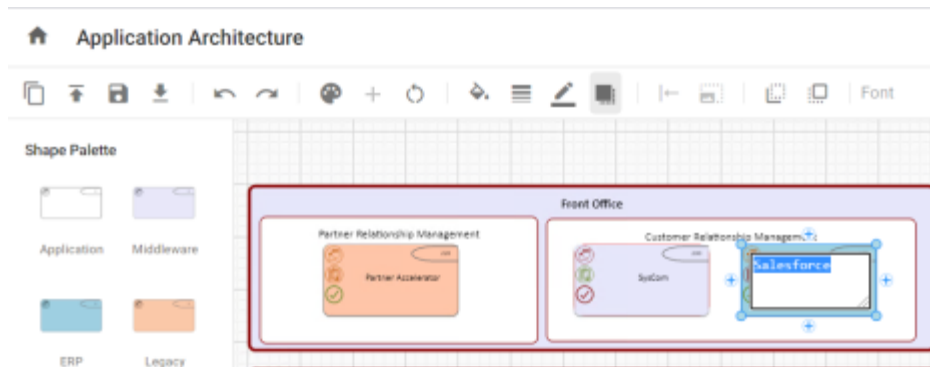 Application Architecture
Font
Shape Palette
Application
Middleware
ERP
Legacy
Front Office
Partner Relationship Management
Partner Accelerator
Customer Relationship Management
SysCom
Salesforce